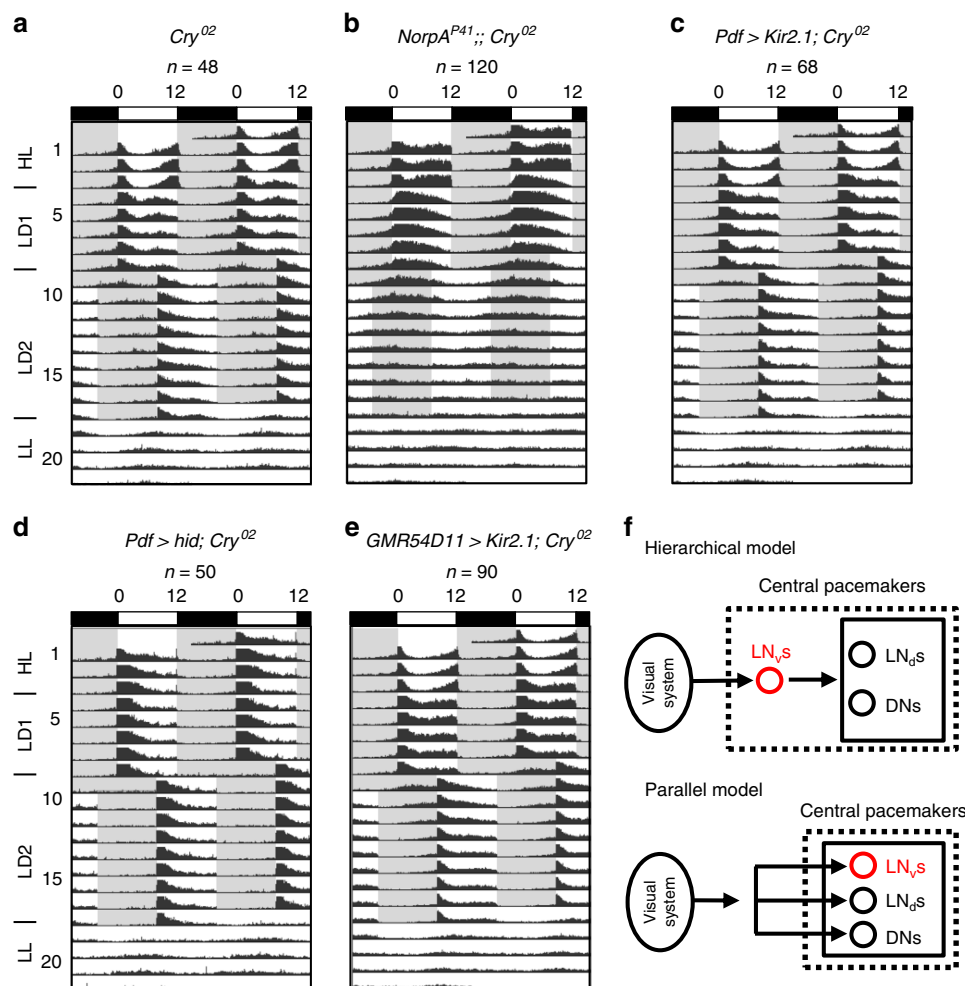 a
Cry02
n = 48
0 12 0 12
HL
1
LD1
5
10
LD2
15
LL
20
b
NorpAP41;; Cry02
n = 120
0 12 0 12
c
Pdf > Kir2.1; Cry02
n = 68
0 12 0 12
d
Pdf > hid; Cry02
n = 50
0 12 0 12
HL
1
LD1
5
10
LD2
15
LL
20
e
GMR54D11 > Kir2.1; Cry02
n = 90
0 12 0 12
f
Hierarchical model
Central pacemakers
Visual
system
LNvs
LNds
DNs
Parallel model
Central pacemakers
Visual
system
LNvs
LNds
DNs